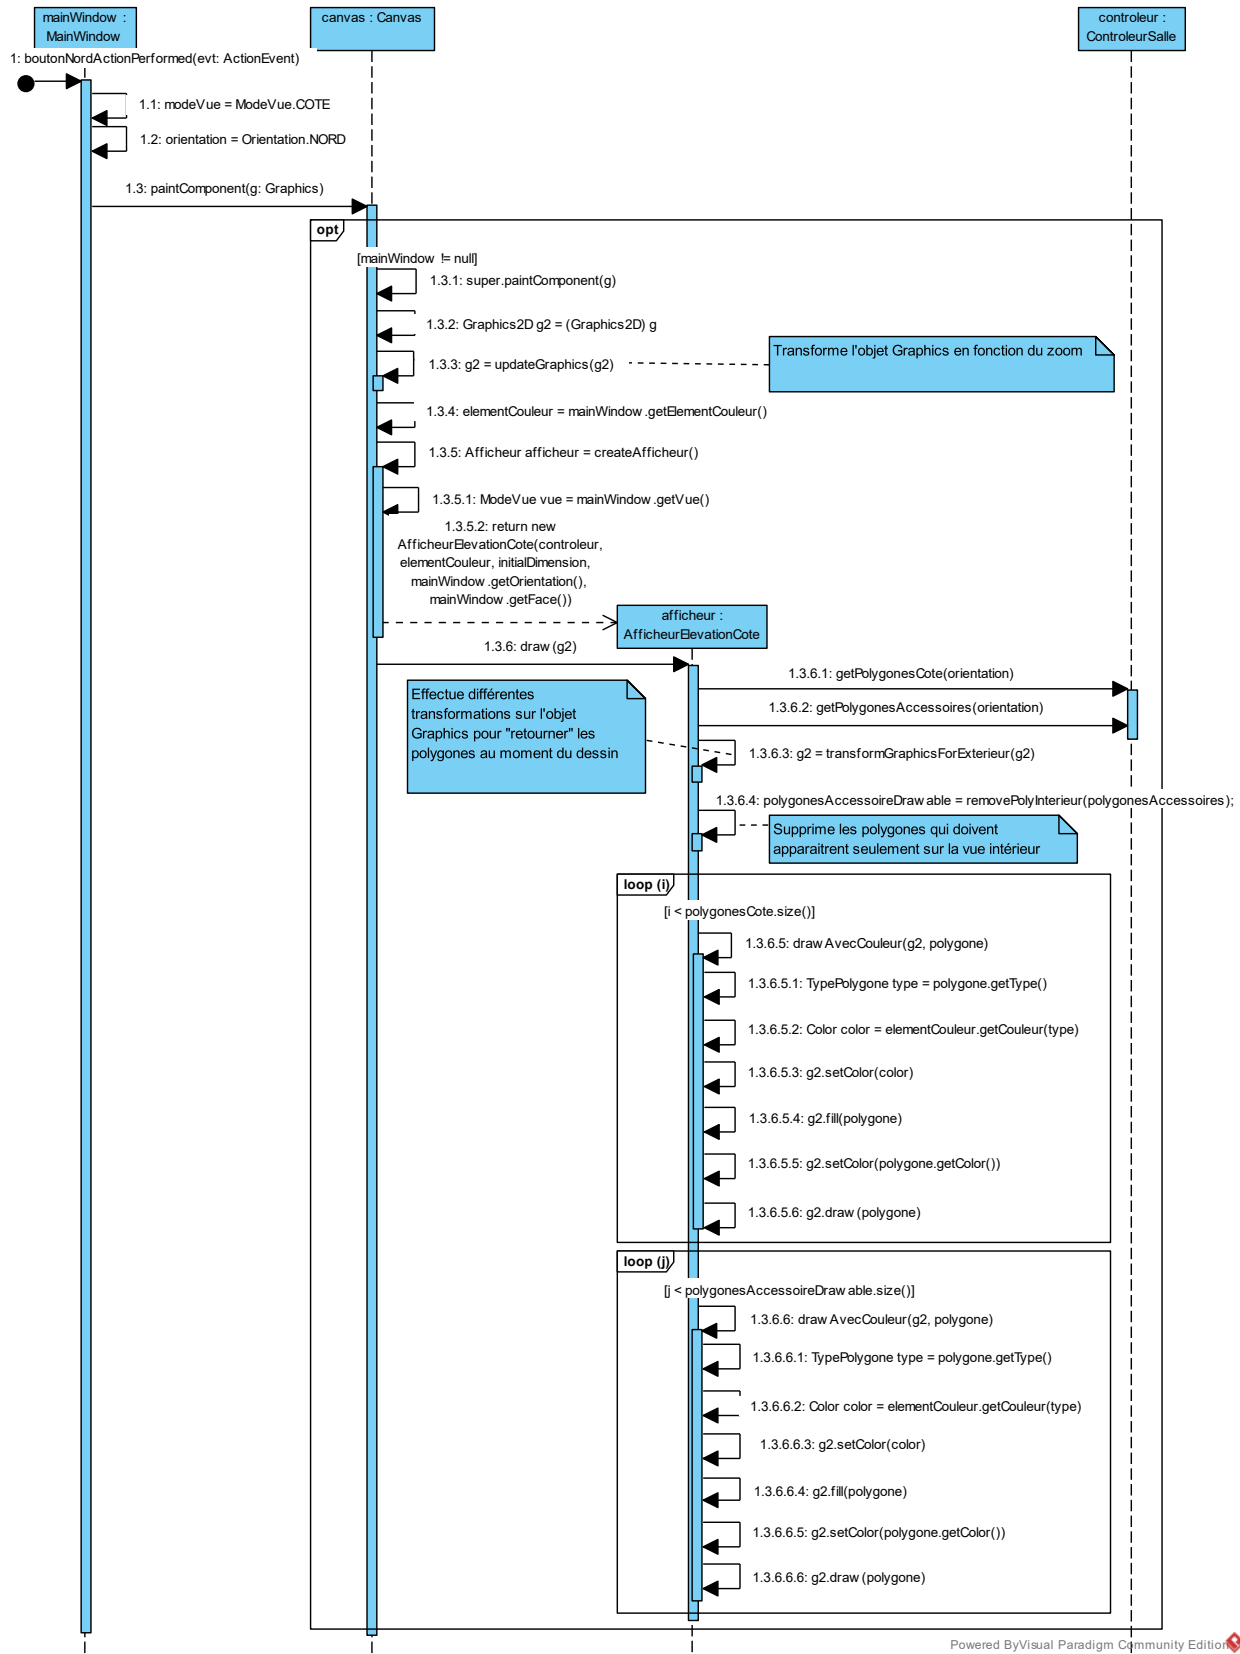 mainWindow :
MainWindow
canvas : Canvas
controleur :
ControleurSalle
1: boutonNordActionPerformed(evt: ActionEvent)
1.1: modeVue = ModeVue.COTE
1.2: orientation = Orientation.NORD
1.3: paintComponent(g: Graphics)
opt
[mainWindow != null]
1.3.1: super.paintComponent(g)
1.3.2: Graphics2D g2 = (Graphics2D) g
1.3.3: g2 = updateGraphics(g2)
Transforme l'objet Graphics en fonction du zoom
1.3.4: elementCouleur = mainWindow.getElementCouleur()
1.3.5: Afficheur afficheur = createAfficheur()
1.3.5.1: ModeVue vue = mainWindow.getVue()
1.3.5.2: return new
AfficheurElevationCote(controleur,
elementCouleur, initialDimension,
mainWindow.getOrientation(),
mainWindow.getFace())
afficheur :
AfficheurElevationCote
1.3.6: draw(g2)
1.3.6.1: getPolygonesCote(orientation)
1.3.6.2: getPolygonesAccessoires(orientation)
Effectue différentes
transformations sur l'objet
Graphics pour "retourner" les
polygones au moment du dessin
1.3.6.3: g2 = transformGraphicsForExterieur(g2)
1.3.6.4: polygonesAccessoireDrawable = removePolyInterieur(polygonesAccessoires);
Supprime les polygones qui doivent
apparaitrent seulement sur la vue intérieur
loop (i)
[i < polygonesCote.size()]
1.3.6.5: drawAvecCouleur(g2, polygone)
1.3.6.5.1: TypePolygone type = polygone.getType()
1.3.6.5.2: Color color = elementCouleur.getCouleur(type)
1.3.6.5.3: g2.setColor(color)
1.3.6.5.4: g2.fill(polygone)
1.3.6.5.5: g2.setColor(polygone.getColor())
1.3.6.5.6: g2.draw(polygone)
loop (j)
[j < polygonesAccessoireDrawable.size()]
1.3.6.6: drawAvecCouleur(g2, polygone)
1.3.6.6.1: TypePolygone type = polygone.getType()
1.3.6.6.2: Color color = elementCouleur.getCouleur(type)
1.3.6.6.3: g2.setColor(color)
1.3.6.6.4: g2.fill(polygone)
1.3.6.6.5: g2.setColor(polygone.getColor())
1.3.6.6.6: g2.draw(polygone)
Powered ByVisual Paradigm Community Edition